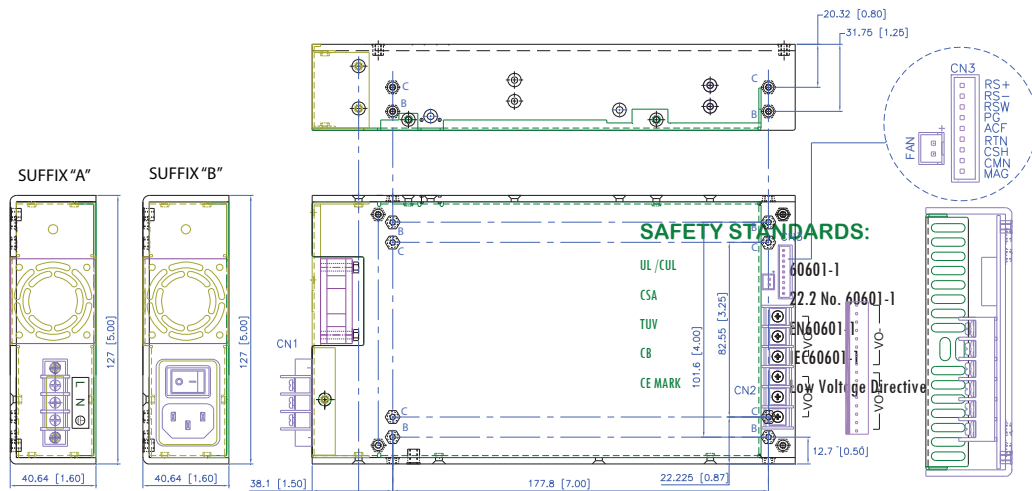 20.32 [0.80]
31.75 [1.25]
C
B
C
B
CN3
RS+
RS-
RSW
PG
ACF
RTN
CSH
CMN
MAG
FAN
+
SUFFIX "A"
SUFFIX "B"
127 [5.00]
127 [5.00]
L
N
40.64 [1.60]
40.64 [1.60]
CN1
B
C
B
C
SAFETY STANDARDS:
UL /CUL 60601-1
CSA 22.2 No. 60601-1
TUV EN60601-1
CB IEC60601-1
CE MARK Low Voltage Directive
101.6 [4.00]
82.55 [3.25]
CN2
VO-
VO+
VO-
VO+
C
B
C
B
12.7 [0.50]
38.1 [1.50]
177.8 [7.00]
22.225 [0.87]